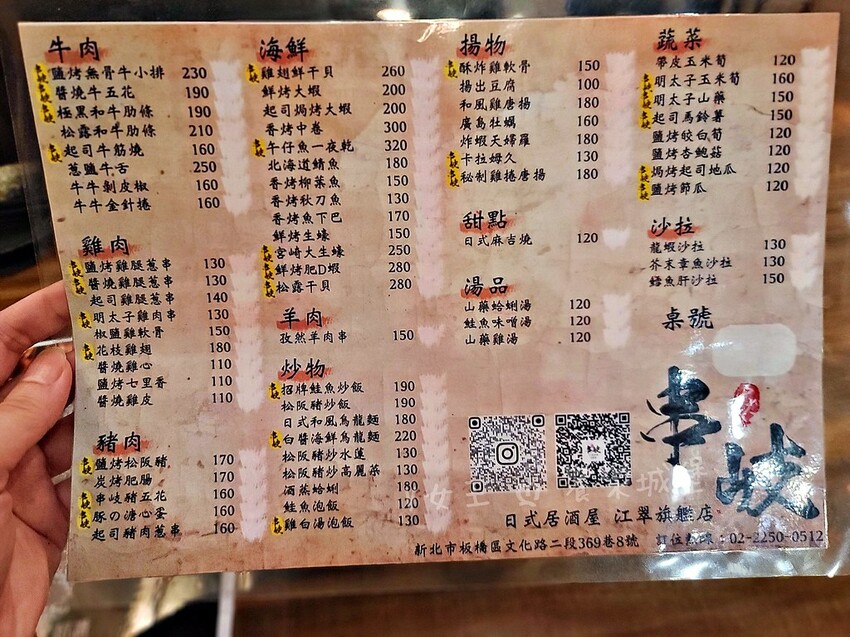 牛肉
鹽烤無骨牛小排 230
醬燒牛五花 190
極黑和牛肋條 190
松露和牛肋條 210
起司牛筋燒 160
蔥鹽牛舌 250
牛牛剝皮椒 160
牛牛金針捲 160
雞肉
鹽烤雞腿蔥串 130
醬燒雞腿蔥串 130
起司雞腿蔥串 140
明太子雞肉串 130
椒鹽雞軟骨 150
花枝雞翅 180
醬燒雞心 110
鹽烤七里香 110
醬燒雞皮 110
豬肉
鹽烤松阪豬 170
炭烤肥腸 170
串岐豬五花 160
豚の溏心蛋 160
起司豬肉蔥串 160
海鮮
雞翅鮮干貝 260
鮮烤大蝦 200
起司焗烤大蝦 200
香烤中卷 300
午仔魚一夜乾 320
北海道鯖魚 180
香烤柳葉魚 150
香烤秋刀魚 130
香烤魚下巴 170
鮮烤生蠔 150
宮崎大生蠔 250
鮮烤肥D蝦 280
松露干貝 280
羊肉
孜然羊肉串 150
炒物
招牌鮭魚炒飯 190
松阪豬炒飯 190
日式和風烏龍麵 180
白醬海鮮烏龍麵 220
松阪豬炒水蓮 130
松阪豬炒高麗菜 130
酒蒸蛤蜊 180
鮭魚泡飯 120
雞白湯泡飯 130
揚物
酥炸雞軟骨 150
揚出豆腐 100
和風雞唐揚 180
廣島牡蠣 160
炸蝦天婦羅 180
卡拉姆久 130
秘制雞捲唐揚 180
甜點
日式麻吉燒 120
湯品
山藥蛤蜊湯 120
鮭魚味噌湯 120
山藥雞湯 120
蔬菜
帶皮玉米筍 120
明太子玉米筍 160
明太子山藥 150
起司馬鈴薯 150
鹽烤皎白筍 120
鹽烤杏鮑菇 120
焗烤起司地瓜 120
鹽烤節瓜 120
沙拉
龍蝦沙拉 130
芥末章魚沙拉 130
鱈魚肝沙拉 150
桌號
串岐
日式居酒屋 江翠旗艦店
新北市板橋區文化路二段369巷8號 訂位熱線：02-2250-0512